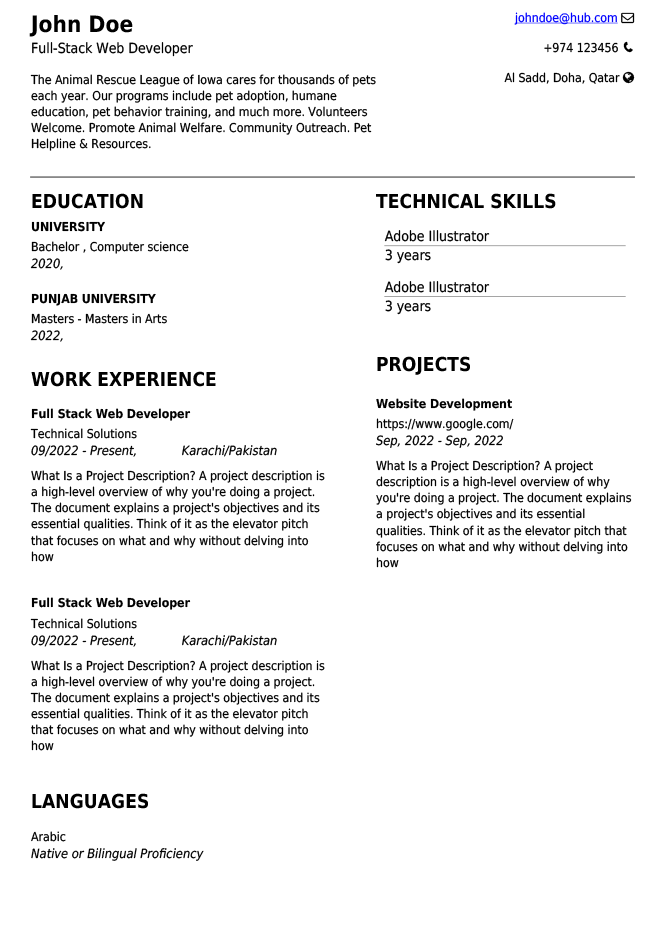 John Doe
Full-Stack Web Developer
The Animal Rescue League of Iowa cares for thousands of pets
each year. Our programs include pet adoption, humane
education, pet behavior training, and much more. Volunteers
Welcome. Promote Animal Welfare. Community Outreach. Pet
Helpline & Resources.
johndoe@hub.com
+974 123456
Al Sadd, Doha, Qatar
EDUCATION
UNIVERSITY
Bachelor , Computer science
2020,
PUNJAB UNIVERSITY
Masters - Masters in Arts
2022,
WORK EXPERIENCE
Full Stack Web Developer
Technical Solutions
09/2022 - Present, Karachi/Pakistan
What Is a Project Description? A project description is
a high-level overview of why you're doing a project.
The document explains a project's objectives and its
essential qualities. Think of it as the elevator pitch
that focuses on what and why without delving into
how
Full Stack Web Developer
Technical Solutions
09/2022 - Present, Karachi/Pakistan
What Is a Project Description? A project description is
a high-level overview of why you're doing a project.
The document explains a project's objectives and its
essential qualities. Think of it as the elevator pitch
that focuses on what and why without delving into
how
LANGUAGES
Arabic
Native or Bilingual Proficiency
TECHNICAL SKILLS
Adobe Illustrator
3 years
Adobe Illustrator
3 years
PROJECTS
Website Development
https://www.google.com/
Sep, 2022 - Sep, 2022
What Is a Project Description? A project
description is a high-level overview of why
you're doing a project. The document explains
a project's objectives and its essential
qualities. Think of it as the elevator pitch that
focuses on what and why without delving into
how